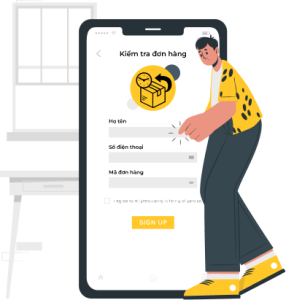 Kiểm tra đơn hàng
Họ tên
Số điện thoại
Mã đơn hàng
SIGN UP